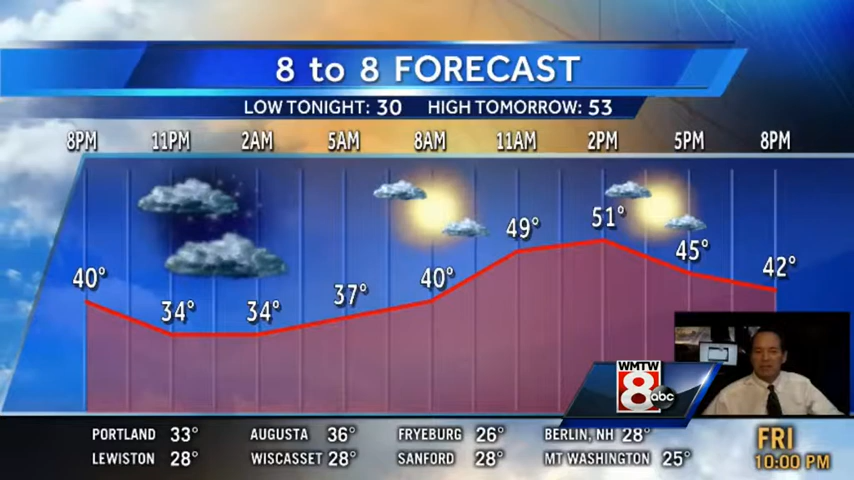 8 to 8 FORECAST
LOW TONIGHT: 30 HIGH TOMORROW: 53
8PM 11PM 2AM 5AM 8AM 11AM 2PM 5PM 8PM
40° 34° 34° 37° 40° 49° 51° 45° 42°
WMTW
8 abc
PORTLAND 33° AUGUSTA 36° FRYEBURG 26° BERLIN, NH 28°
LEWISTON 28° WISCASSET 28° SANFORD 28° MT WASHINGTON 25°
FRI
10:00 PM